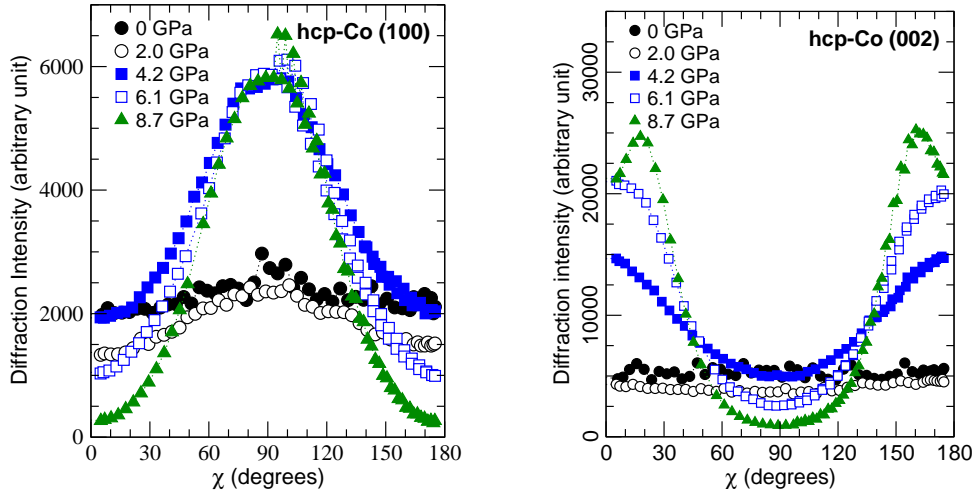 hcp-Co (100)
0 GPa
2.0 GPa
4.2 GPa
6.1 GPa
8.7 GPa
Diffraction Intensity (arbitrary unit)
6000
4000
2000
0
0 30 60 90 120 150 180
χ (degrees)
hcp-Co (002)
0 GPa
2.0 GPa
4.2 GPa
6.1 GPa
8.7 GPa
Diffraction intensity (arbitrary unit)
30000
20000
10000
0
0 30 60 90 120 150 180
χ (degrees)